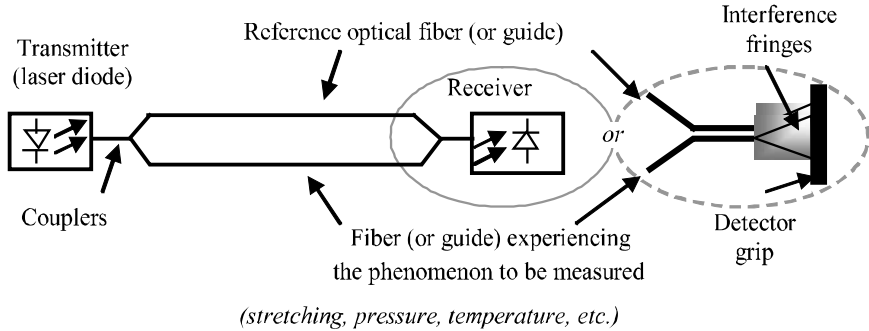 Transmitter
(laser diode)
Reference optical fiber (or guide)
Interference
fringes
Receiver
or
Couplers
Fiber (or guide) experiencing
the phenomenon to be measured
Detector
grip
(stretching, pressure, temperature, etc.)